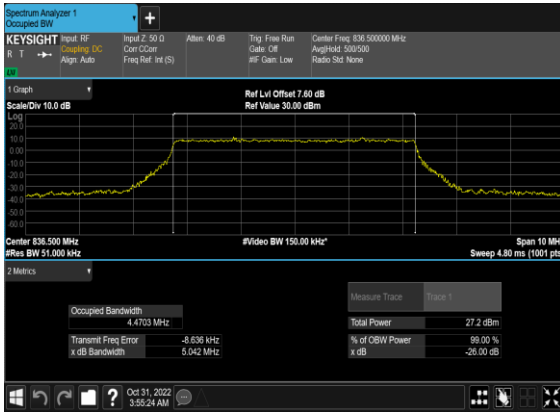 Spectrum Analyzer 1
Occupied BW
KEYSIGHT Input: RF Input Z: 50 Ω Atten: 40 dB Trig: Free Run Center Freq: 836.500000 MHz
R T Coupling: DC Corr CCorr Gate: Off Avg|Hold: 500/500
Align: Auto Freq Ref: Int (S) #IF Gain: Low Radio Std: None
LXI
1 Graph
Ref Lvl Offset 7.60 dB
Scale/Div 10.0 dB Ref Value 30.00 dBm
Log
20.0
10.0
0.00
-10.0
-20.0
-30.0
-40.0
-50.0
-60.0
Center 836.500 MHz #Video BW 150.00 kHz* Span 10 MH
#Res BW 51.000 kHz Sweep 4.80 ms (1001 pts
2 Metrics
Measure Trace Trace 1
Occupied Bandwidth
4.4703 MHz
Total Power 27.2 dBm
Transmit Freq Error -8.636 kHz % of OBW Power 99.00 %
x dB Bandwidth 5.042 MHz x dB -26.00 dB
Oct 31, 2022
3:55:24 AM